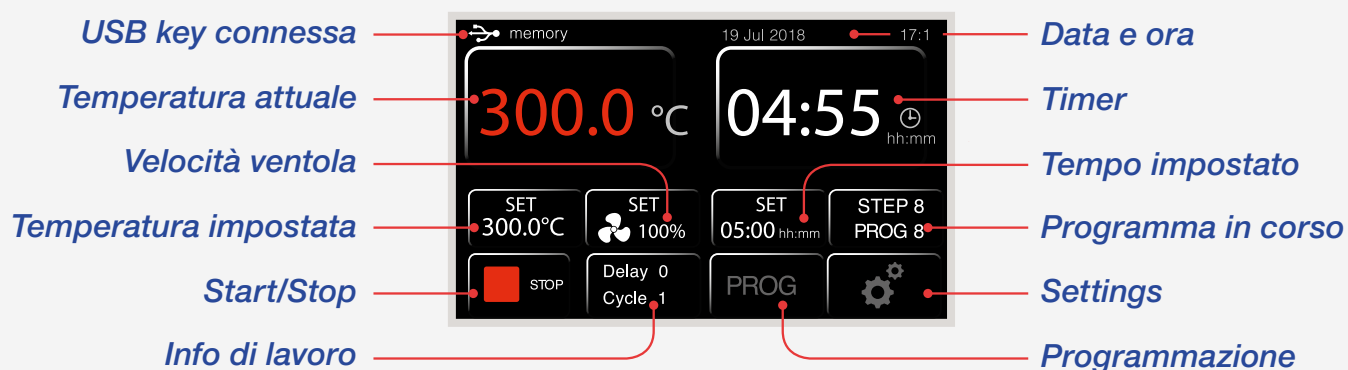 USB key connessa
Temperatura attuale
Velocità ventola
Temperatura impostata
Start/Stop
Info di lavoro
memory
19 Jul 2018 17:1
300.0 °C
04:55
hh:mm
SET
300.0°C
SET
100%
SET
05:00 hh:mm
STEP 8
PROG 8
STOP
Delay 0
Cycle 1
PROG
Data e ora
Timer
Tempo impostato
Programma in corso
Settings
Programmazione